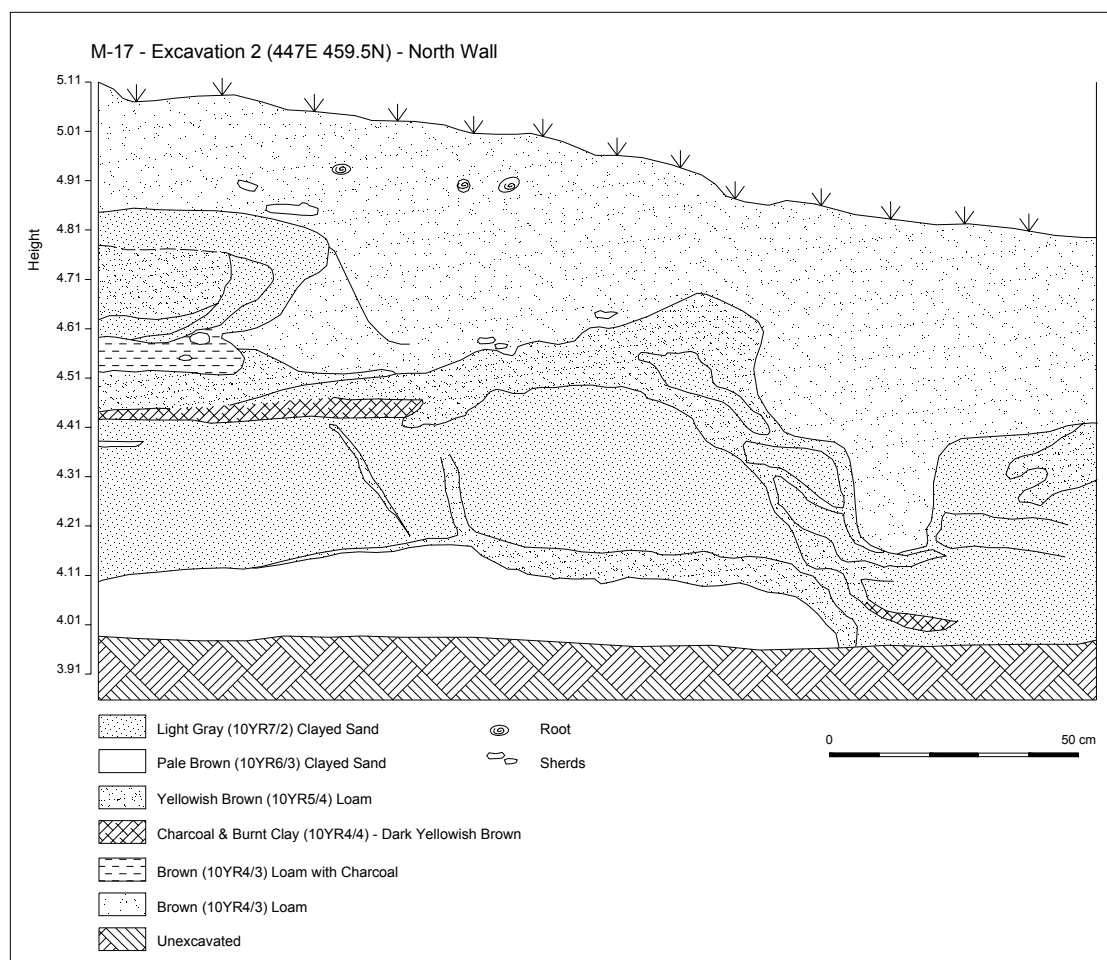 M-17 - Excavation 2 (447E 459.5N) - North Wall
Height
5.11
5.01
4.91
4.81
4.71
4.61
4.51
4.41
4.31
4.21
4.11
4.01
3.91
Light Gray (10YR7/2) Clayed Sand
Pale Brown (10YR6/3) Clayed Sand
Yellowish Brown (10YR5/4) Loam
Charcoal & Burnt Clay (10YR4/4) - Dark Yellowish Brown
Brown (10YR4/3) Loam with Charcoal
Brown (10YR4/3) Loam
Unexcavated
Root
Sherds
0 50 cm